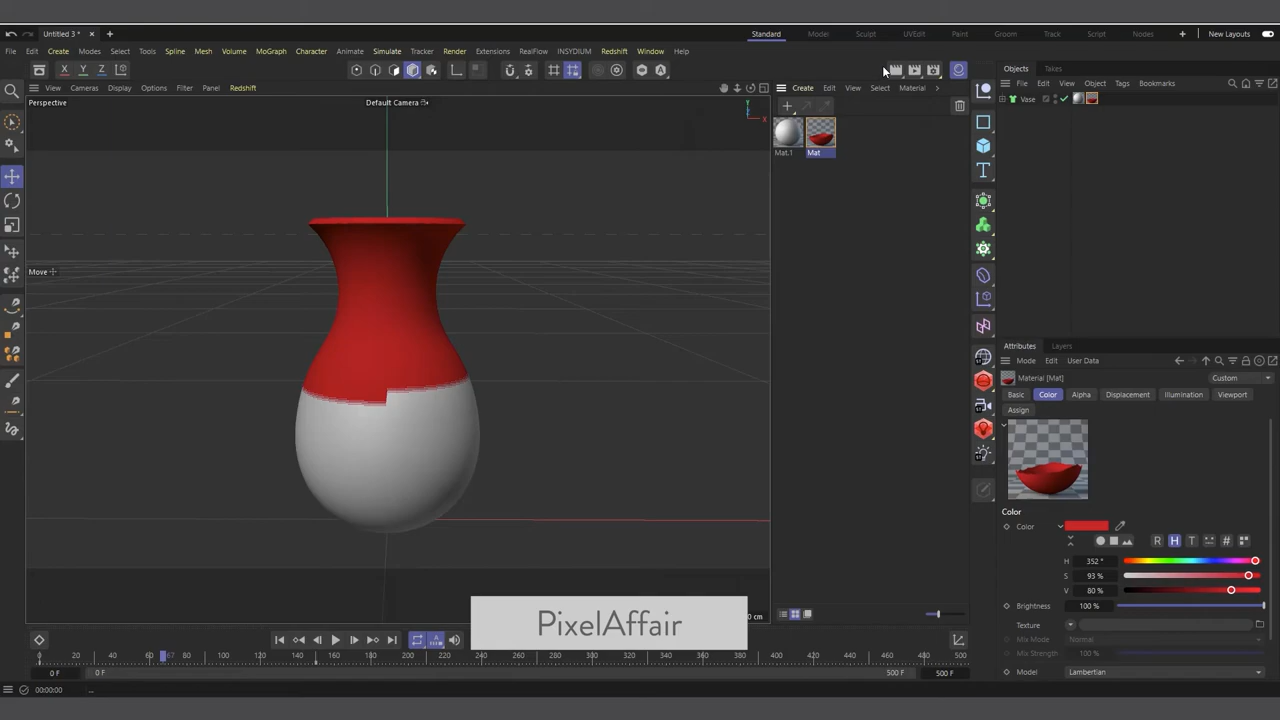 Untitled 3 *
Standard Model Sculpt UVEdit Paint Groom Track Script Nodes New Layouts
File Edit Create Modes Select Tools Spline Mesh Volume MoGraph Character Animate Simulate Tracker Render Extensions RealFlow INSYDIUM Redshift Window Help
X Y Z
Objects Takes
View Cameras Display Options Filter Panel Redshift
Create Edit View Select Material
File Edit View Object Tags Bookmarks
Perspective
Default Camera
Vase
Y
X
Mat.1 Mat
Move
Attributes Layers
Mode Edit User Data
Material [Mat]
Custom
Basic Color Alpha Displacement Illumination Viewport
Assign
Color
Color
R H T #
H 352 °
S 93 %
V 80 %
Brightness 100 %
Texture
Mix Mode Normal
Mix Strength 100 %
Model Lambertian
PixelAffair
0 cm
0 20 40 60 67 80 100 120 140 160 180 200 220 240 260 280 300 320 340 360 380 400 420 440 460 480 500
0 F 0 F 500 F 500 F
00:00:00 ...